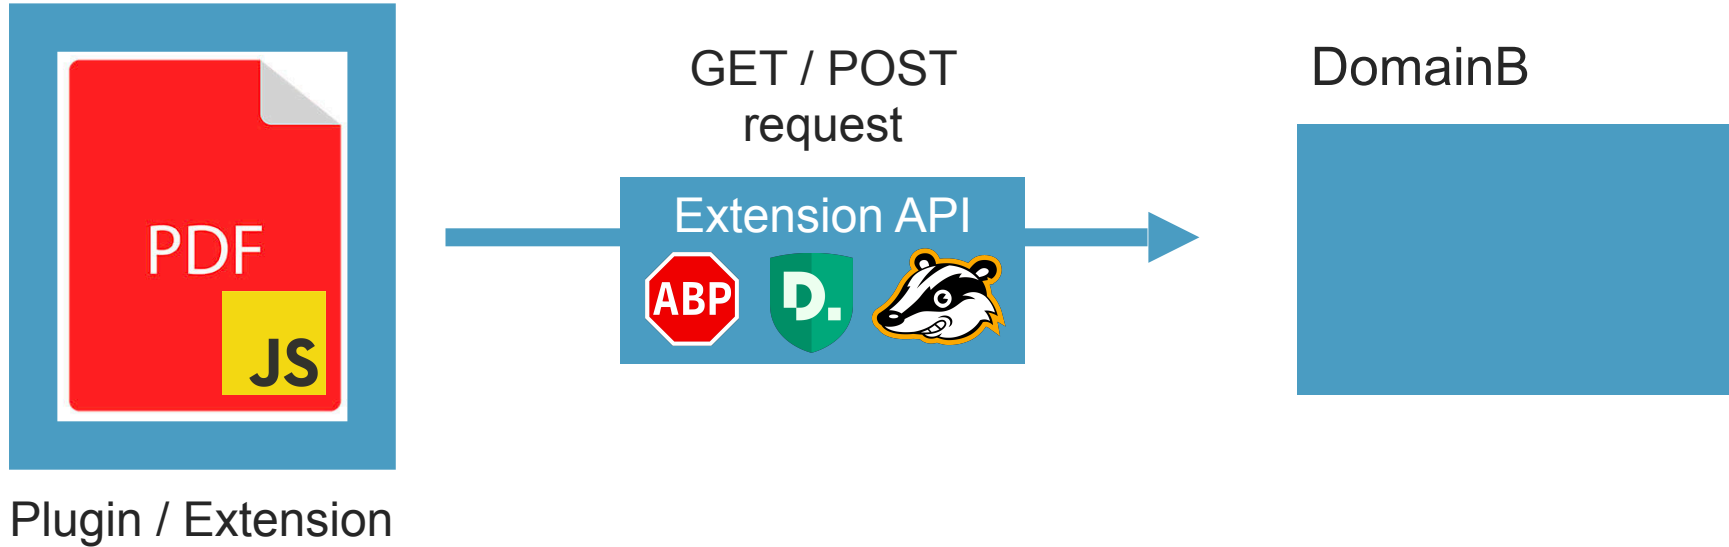 GET / POST
request
DomainB
Extension API
PDF
JS
ABP
D.
Plugin / Extension